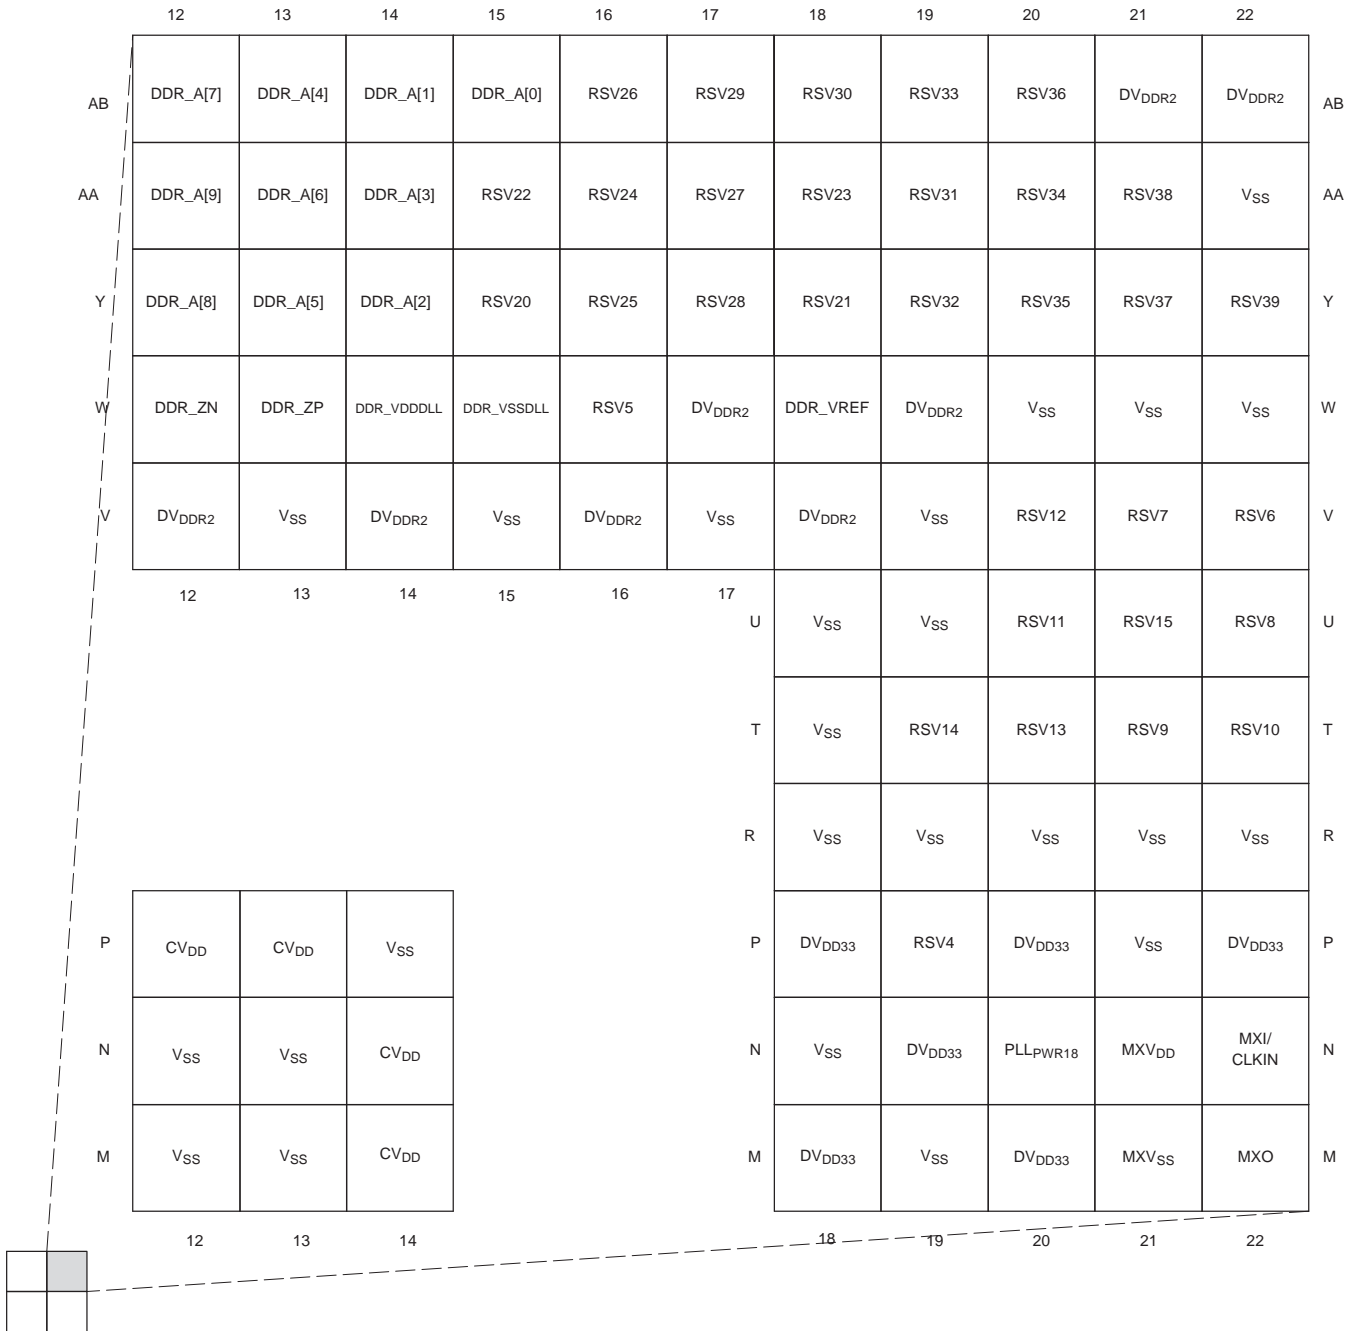 12 13 14 15 16 17 18 19 20 21 22
AB DDR_A[7] DDR_A[4] DDR_A[1] DDR_A[0] RSV26 RSV29 RSV30 RSV33 RSV36 DVDDR2 DVDDR2 AB
AA DDR_A[9] DDR_A[6] DDR_A[3] RSV22 RSV24 RSV27 RSV23 RSV31 RSV34 RSV38 VSS AA
Y DDR_A[8] DDR_A[5] DDR_A[2] RSV20 RSV25 RSV28 RSV21 RSV32 RSV35 RSV37 RSV39 Y
W DDR_ZN DDR_ZP DDR_VDDDLL DDR_VSSDLL RSV5 DVDDR2 DDR_VREF DVDDR2 VSS VSS VSS W
V DVDDR2 VSS DVDDR2 VSS DVDDR2 VSS DVDDR2 VSS RSV12 RSV7 RSV6 V
12 13 14 15 16 17
U VSS VSS RSV11 RSV15 RSV8 U
T VSS RSV14 RSV13 RSV9 RSV10 T
R VSS VSS VSS VSS VSS R
P CVDD CVDD VSS P DVDD33 RSV4 DVDD33 VSS DVDD33 P
N VSS VSS CVDD N VSS DVDD33 PLLPWR18 MXVDD MXI/ CLKIN N
M VSS VSS CVDD M DVDD33 VSS DVDD33 MXVSS MXO M
12 13 14 18 19 20 21 22